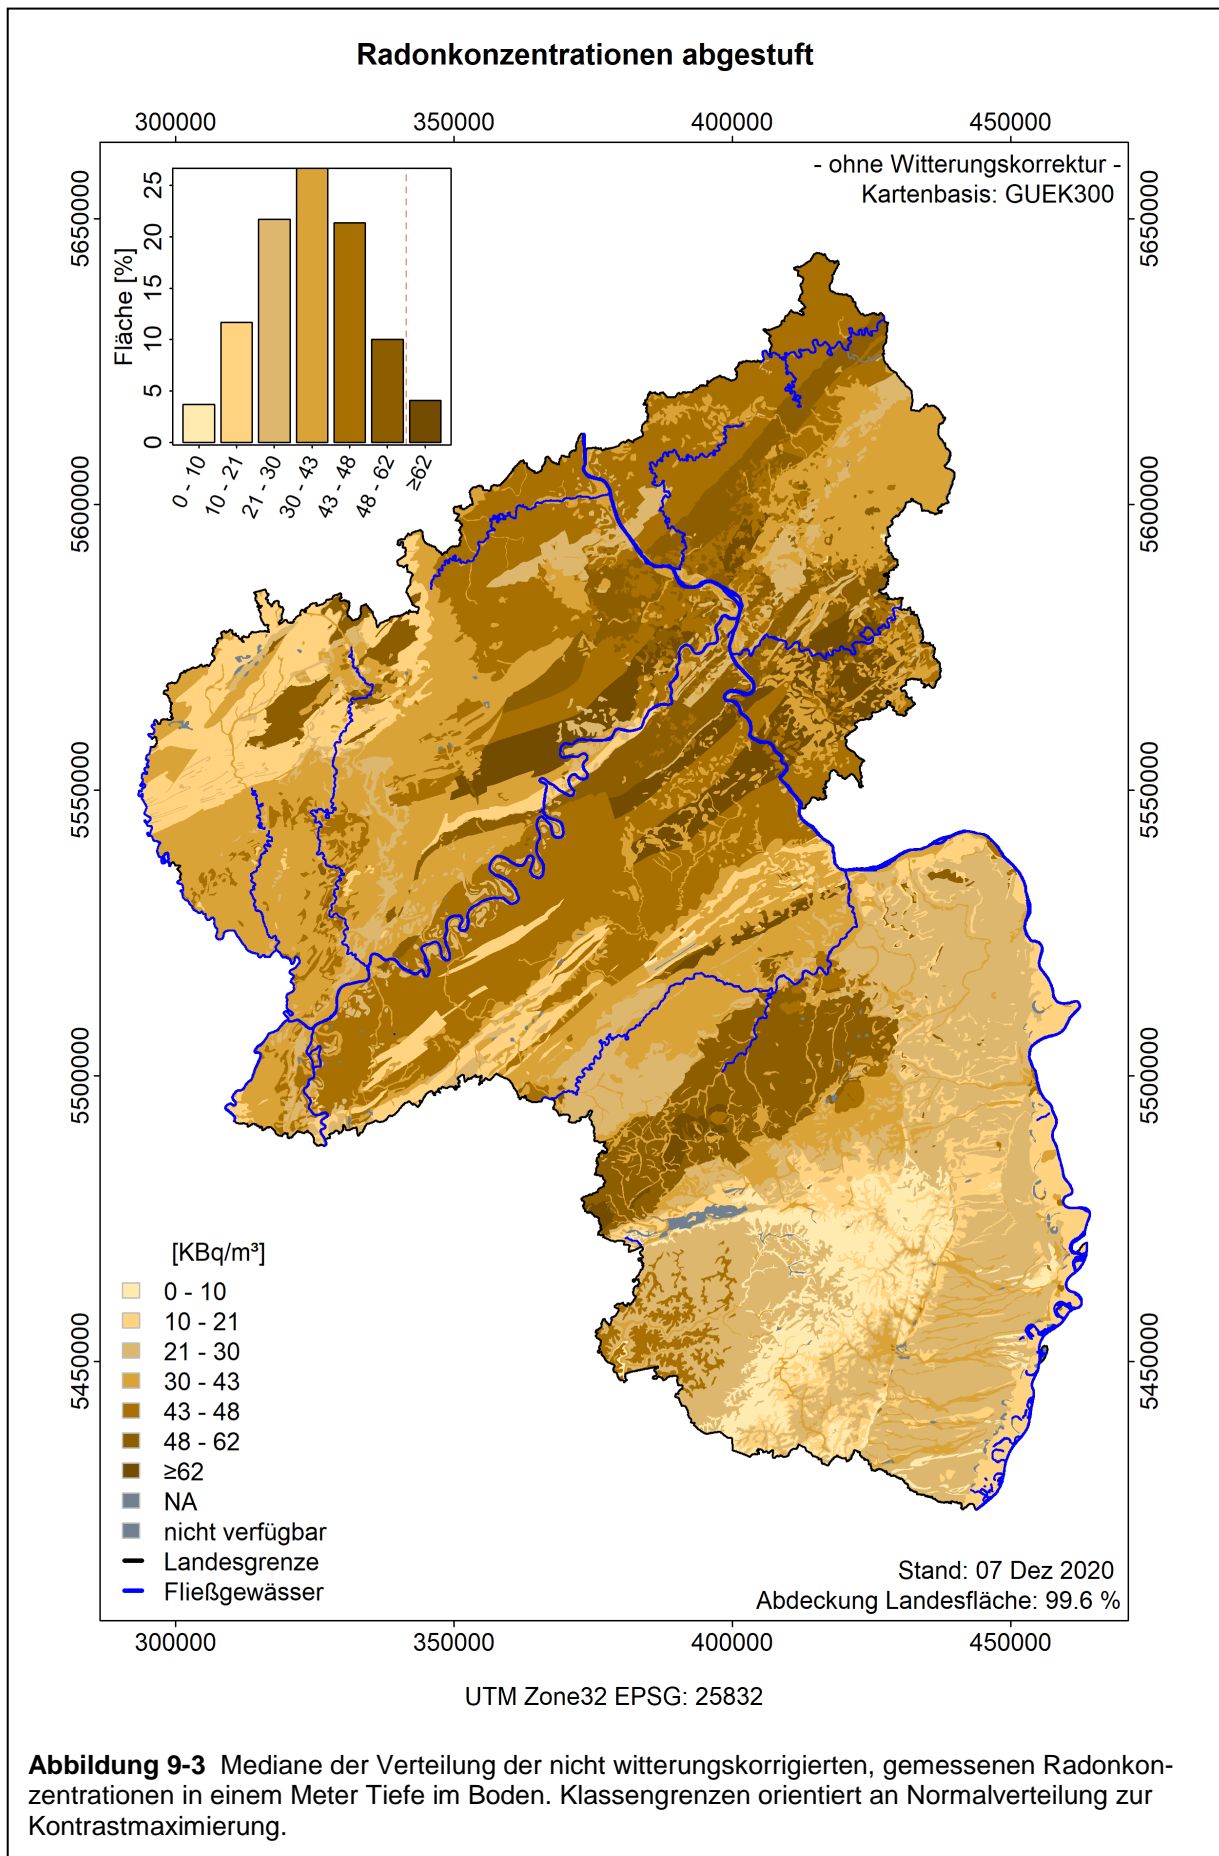 Radonkonzentrationen abgestuft
300000 350000 400000 450000
- ohne Witterungskorrektur -
Kartenbasis: GUEK300
5650000 5600000 5550000 5500000 5450000
Fläche [%]
0 5 10 15 20 25
0 - 10
10 - 21
21 - 30
30 - 43
43 - 48
48 - 62
≥62
5650000 5600000 5550000 5500000 5450000
[KBq/m³]
0 - 10
10 - 21
21 - 30
30 - 43
43 - 48
48 - 62
≥62
NA
nicht verfügbar
Landesgrenze
Fließgewässer
Stand: 07 Dez 2020
Abdeckung Landesfläche: 99.6 %
300000 350000 400000 450000
UTM Zone32 EPSG: 25832
Abbildung 9-3 Mediane der Verteilung der nicht witterungskorrigierten, gemessenen Radonkon-
zentrationen in einem Meter Tiefe im Boden. Klassengrenzen orientiert an Normalverteilung zur
Kontrastmaximierung.